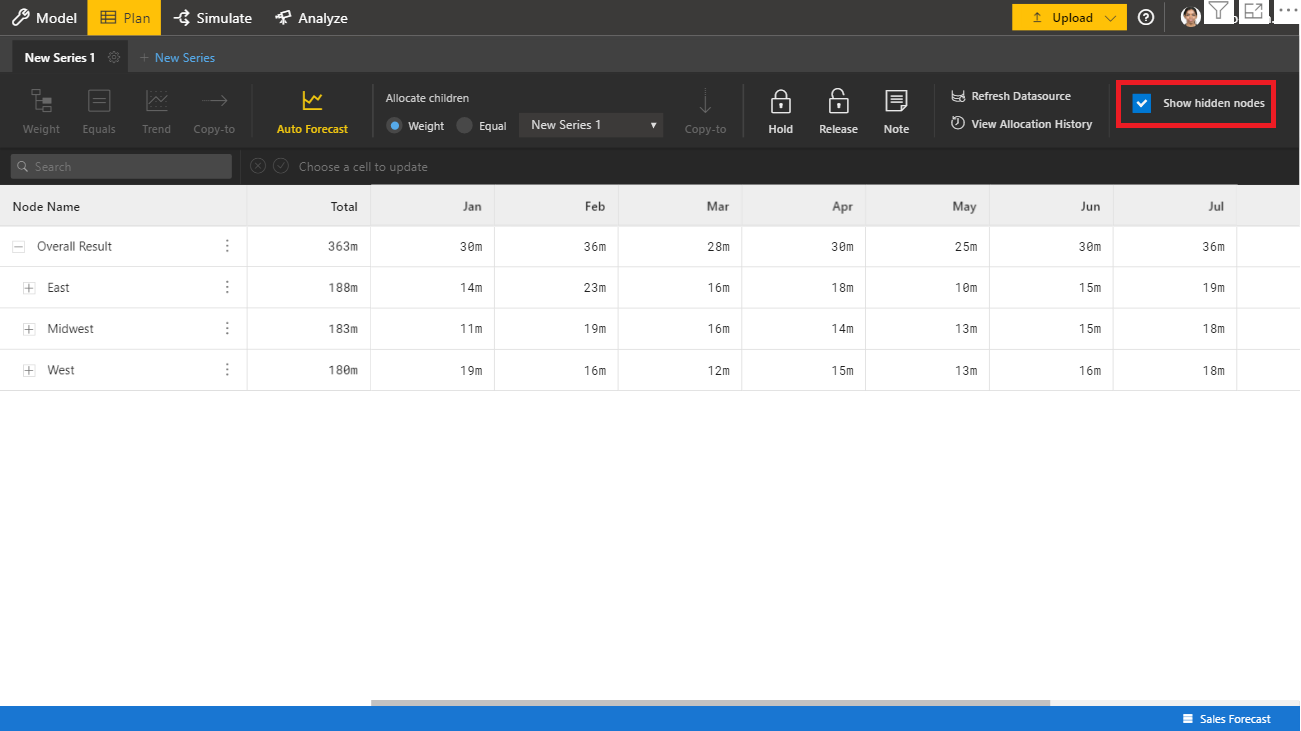 Model Plan Simulate Analyze Upload
New Series 1 + New Series
Weight Equals Trend Copy-to Auto Forecast
Allocate children
Weight Equal New Series 1
Copy-to Hold Release Note
Refresh Datasource
View Allocation History
Show hidden nodes
Search Choose a cell to update
Node Name Total Jan Feb Mar Apr May Jun Jul
Overall Result 363m 30m 36m 28m 30m 25m 30m 36m
East 188m 14m 23m 16m 18m 10m 15m 19m
Midwest 183m 11m 19m 16m 14m 13m 15m 18m
West 180m 19m 16m 12m 15m 13m 16m 18m
Sales Forecast